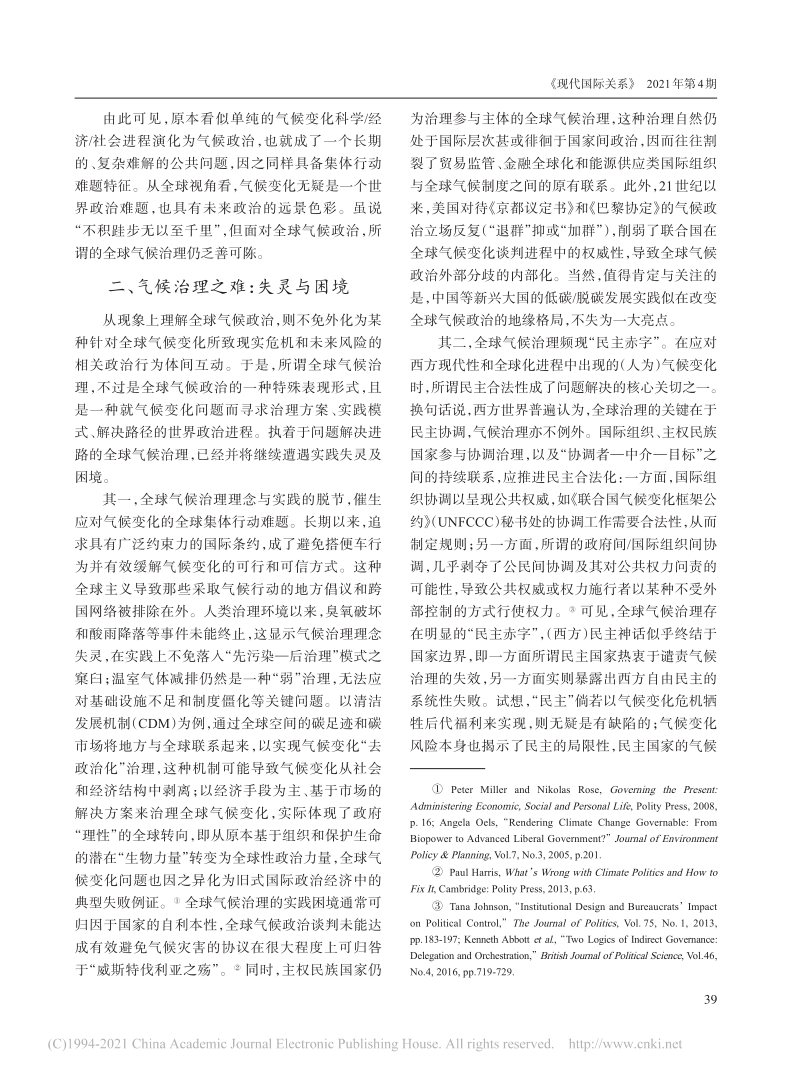 《现代国际关系》 2021年第4期
由此可见,原本看似单纯的气候变化科学/经
济/社会进程演化为气候政治,也就成了一个长期
的、复杂难解的公共问题,因之同样具备集体行动
难题特征。从全球视角看,气候变化无疑是一个世
界政治难题,也具有未来政治的远景色彩。虽说
“不积跬步无以至千里”,但面对全球气候政治,所
谓的全球气候治理仍乏善可陈。
二、气候治理之难:失灵与困境
从现象上理解全球气候政治,则不免外化为某
种针对全球气候变化所致现实危机和未来风险的
相关政治行为体间互动。于是,所谓全球气候治
理,不过是全球气候政治的一种特殊表现形式,且
是一种就气候变化问题而寻求治理方案、实践模
式、解决路径的世界政治进程。执着于问题解决进
路的全球气候治理,已经并将继续遭遇实践失灵及
困境。
其一,全球气候治理理念与实践的脱节,催生
应对气候变化的全球集体行动难题。长期以来,追
求具有广泛约束力的国际条约,成了避免搭便车行
为并有效缓解气候变化的可行和可信方式。这种
全球主义导致那些采取气候行动的地方倡议和跨
国网络被排除在外。人类治理环境以来,臭氧破坏
和酸雨降落等事件未能终止,这显示气候治理理念
失灵,在实践上不免落入“先污染—后治理”模式之
窠臼;温室气体减排仍然是一种“弱”治理,无法应
对基础设施不足和制度僵化等关键问题。以清洁
发展机制(CDM)为例,通过全球空间的碳足迹和碳
市场将地方与全球联系起来,以实现气候变化“去
政治化”治理,这种机制可能导致气候变化从社会
和经济结构中剥离;以经济手段为主、基于市场的
解决方案来治理全球气候变化,实际体现了政府
“理性”的全球转向,即从原本基于组织和保护生命
的潜在“生物力量”转变为全球性政治力量,全球气
候变化问题也因之异化为旧式国际政治经济中的
典型失败例证。① 全球气候治理的实践困境通常可
归因于国家的自利本性,全球气候政治谈判未能达
成有效避免气候灾害的协议在很大程度上可归咎
于“威斯特伐利亚之殇”。② 同时,主权民族国家仍
为治理参与主体的全球气候治理,这种治理自然仍
处于国际层次甚或徘徊于国家间政治,因而往往割
裂了贸易监管、金融全球化和能源供应类国际组织
与全球气候制度之间的原有联系。此外,21世纪以
来,美国对待《京都议定书》和《巴黎协定》的气候政
治立场反复(“退群”抑或“加群”),削弱了联合国在
全球气候变化谈判进程中的权威性,导致全球气候
政治外部分歧的内部化。当然,值得肯定与关注的
是,中国等新兴大国的低碳/脱碳发展实践似在改变
全球气候政治的地缘格局,不失为一大亮点。
其二,全球气候治理频现“民主赤字”。在应对
西方现代性和全球化进程中出现的(人为)气候变化
时,所谓民主合法性成了问题解决的核心关切之一。
换句话说,西方世界普遍认为,全球治理的关键在于
民主协调,气候治理亦不例外。国际组织、主权民族
国家参与协调治理,以及“协调者—中介—目标”之
间的持续联系,应推进民主合法化:一方面,国际组
织协调以呈现公共权威,如《联合国气候变化框架公
约》(UNFCCC)秘书处的协调工作需要合法性,从而
制定规则;另一方面,所谓的政府间/国际组织间协
调,几乎剥夺了公民间协调及其对公共权力问责的
可能性,导致公共权威或权力施行者以某种不受外
部控制的方式行使权力。③ 可见,全球气候治理存
在明显的“民主赤字”,(西方)民主神话似乎终结于
国家边界,即一方面所谓民主国家热衷于谴责气候
治理的失效,另一方面实则暴露出西方自由民主的
系统性失败。试想,“民主”倘若以气候变化危机牺
牲后代福利来实现,则无疑是有缺陷的;气候变化
风险本身也揭示了民主的局限性,民主国家的气候
① Peter Miller and Nikolas Rose, Governing the Present:
Administering Economic, Social and Personal Life, Polity Press, 2008,
p. 16; Angela Oels, “Rendering Climate Change Governable: From
Biopower to Advanced Liberal Government?” Journal of Environment
Policy & Planning, Vol.7, No.3, 2005, p.201.
② Paul Harris, What’s Wrong with Climate Politics and How to
Fix It, Cambridge: Polity Press, 2013, p.63.
③ Tana Johnson, “Institutional Design and Bureaucrats’ Impact
on Political Control,” The Journal of Politics, Vol. 75, No. 1, 2013,
pp.183-197; Kenneth Abbott et al., “Two Logics of Indirect Governance:
Delegation and Orchestration,” British Journal of Political Science, Vol.46,
No.4, 2016, pp.719-729.
39
(C)1994-2021 China Academic Journal Electronic Publishing House. All rights reserved. http://www.cnki.net